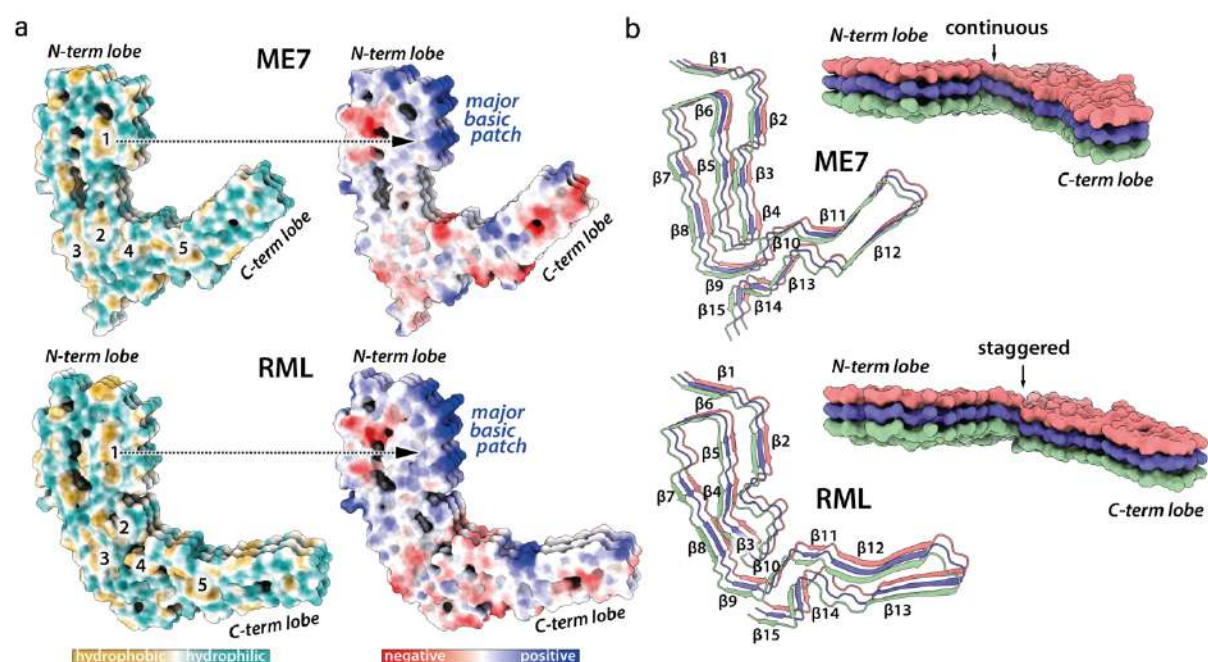 a
N-term lobe
ME7
N-term lobe
major
basic
patch
1
2
3
4
5
C-term lobe
C-term lobe
N-term lobe
RML
N-term lobe
major
basic
patch
1
2
3
4
5
C-term lobe
C-term lobe
hydrophobic hydrophilic
negative positive
b
β1
N-term lobe
continuous
β6
β2
ME7
β5
β7
β3
C-term lobe
β4
β11
β8
β10
β12
β9
β13
β14
β15
staggered
β1
N-term lobe
β6
β2
β5
RML
β7
β4
C-term lobe
β11
β12
β8
β3
β10
β9
β14
β13
β15